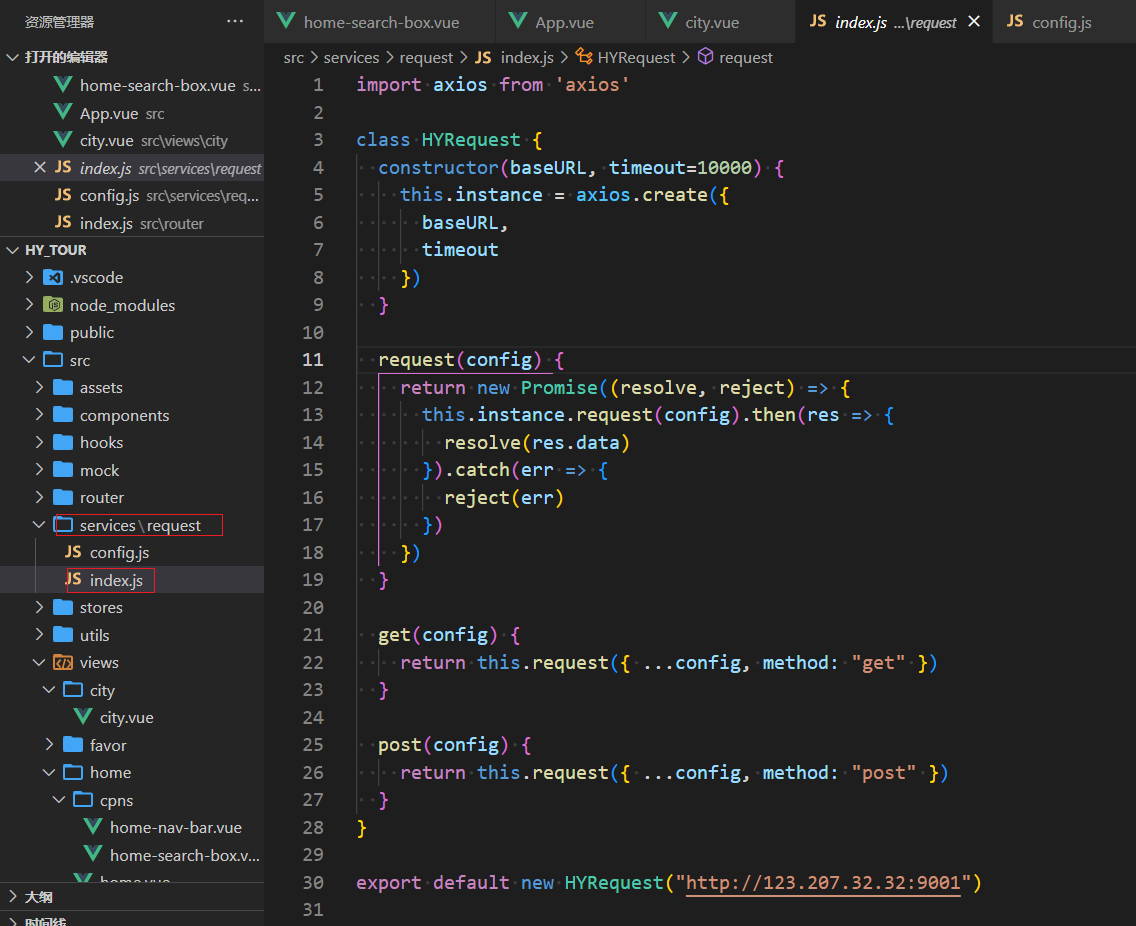 资源管理器 ...
打开的编辑器
home-search-box.vue s...
App.vue src
city.vue src\views\city
JS index.js src\services\request
JS config.js src\services\req...
JS index.js src\router
HY_TOUR
.vscode
node_modules
public
src
assets
components
hooks
mock
router
services\request
JS config.js
JS index.js
stores
utils
views
city
city.vue
favor
home
cpns
home-nav-bar.vue
home-search-box.v...
home.vue
大纲
时间线
home-search-box.vue App.vue city.vue JS index.js ...\request JS config.js
src > services > request > JS index.js > HYRequest > request
1 import axios from 'axios'
2
3 class HYRequest {
4   constructor(baseURL, timeout=10000) {
5     this.instance = axios.create({
6       baseURL,
7       timeout
8     })
9   }
10
11   request(config) {
12     return new Promise((resolve, reject) => {
13       this.instance.request(config).then(res => {
14         resolve(res.data)
15       }).catch(err => {
16         reject(err)
17       })
18     })
19   }
20
21   get(config) {
22     return this.request({ ...config, method: "get" })
23   }
24
25   post(config) {
26     return this.request({ ...config, method: "post" })
27   }
28 }
29
30 export default new HYRequest("http://123.207.32.32:9001")
31